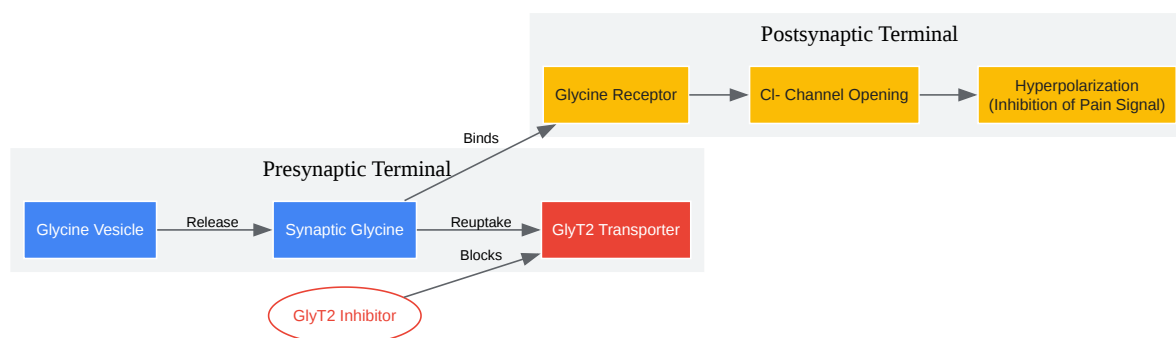 Postsynaptic Terminal
Glycine Receptor
Cl- Channel Opening
Hyperpolarization
(Inhibition of Pain Signal)
Binds
Presynaptic Terminal
Glycine Vesicle
Release
Synaptic Glycine
Reuptake
GlyT2 Transporter
Blocks
GlyT2 Inhibitor